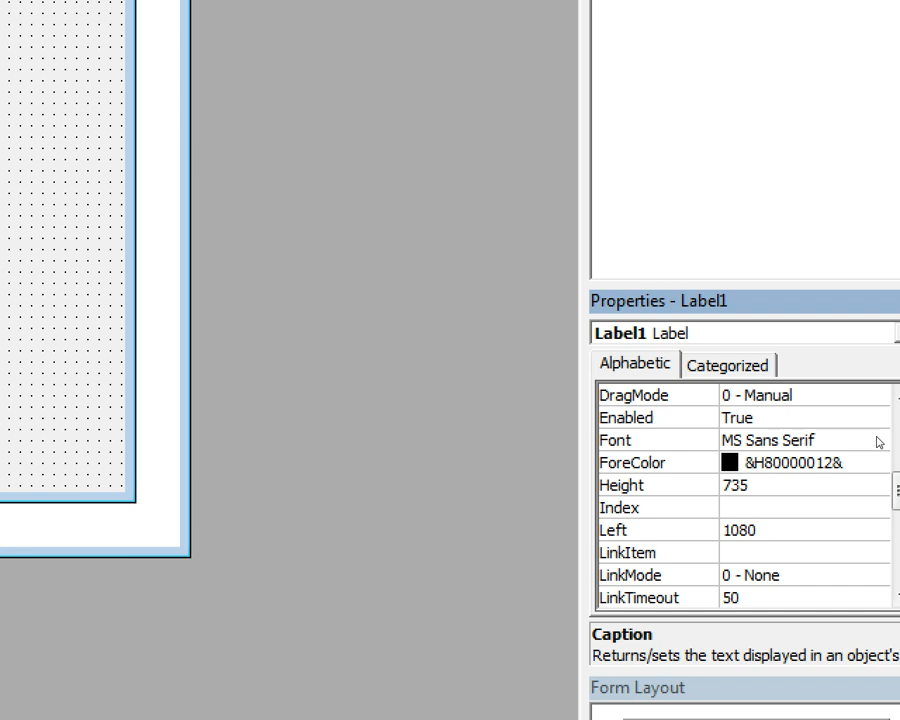 Properties - Label1
Label1 Label
Alphabetic Categorized
DragMode 0 - Manual
Enabled True
Font MS Sans Serif
ForeColor &H80000012&
Height 735
Index
Left 1080
LinkItem
LinkMode 0 - None
LinkTimeout 50
Caption
Returns/sets the text displayed in an object's
Form Layout